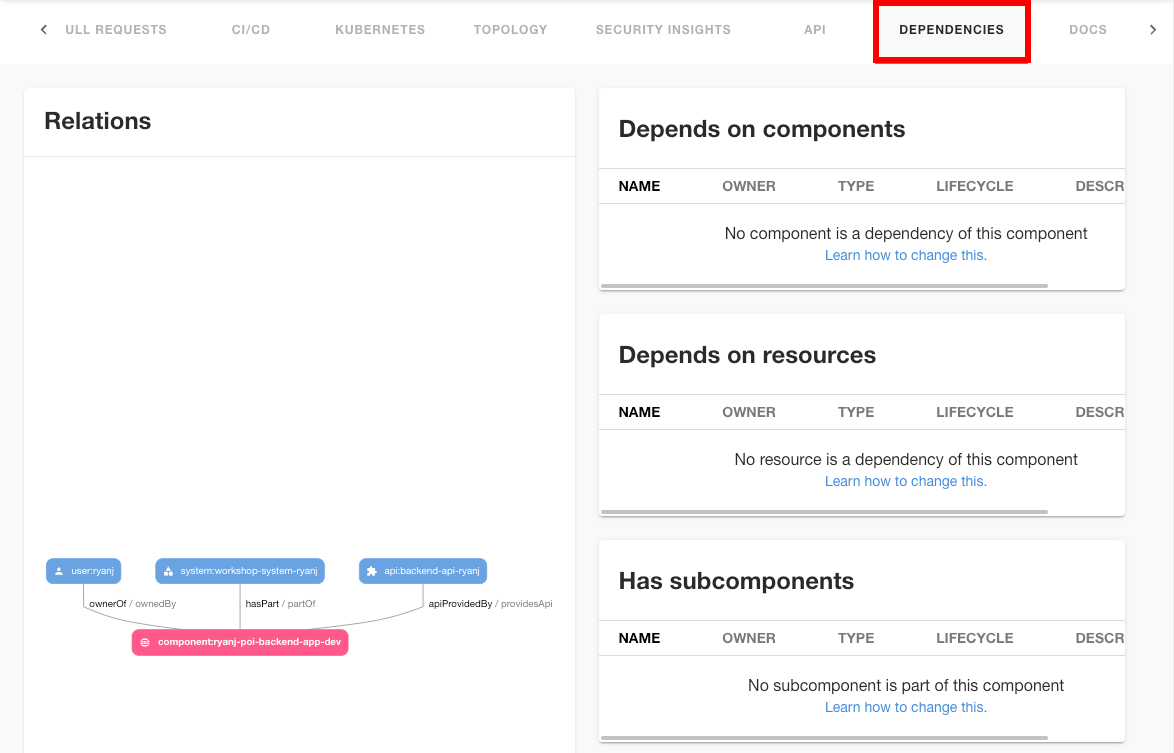 ULL REQUESTS CI/CD KUBERNETES TOPOLOGY SECURITY INSIGHTS API DEPENDENCIES DOCS
Relations
user:ryanj system:workshop-system-ryanj api:backend-api-ryanj
ownerOf / ownedBy hasPart / partOf apiProvidedBy / providesApi
component:ryanj-poi-backend-app-dev
Depends on components
NAME OWNER TYPE LIFECYCLE DESCR
No component is a dependency of this component
Learn how to change this.
Depends on resources
NAME OWNER TYPE LIFECYCLE DESCR
No resource is a dependency of this component
Learn how to change this.
Has subcomponents
NAME OWNER TYPE LIFECYCLE DESCR
No subcomponent is part of this component
Learn how to change this.